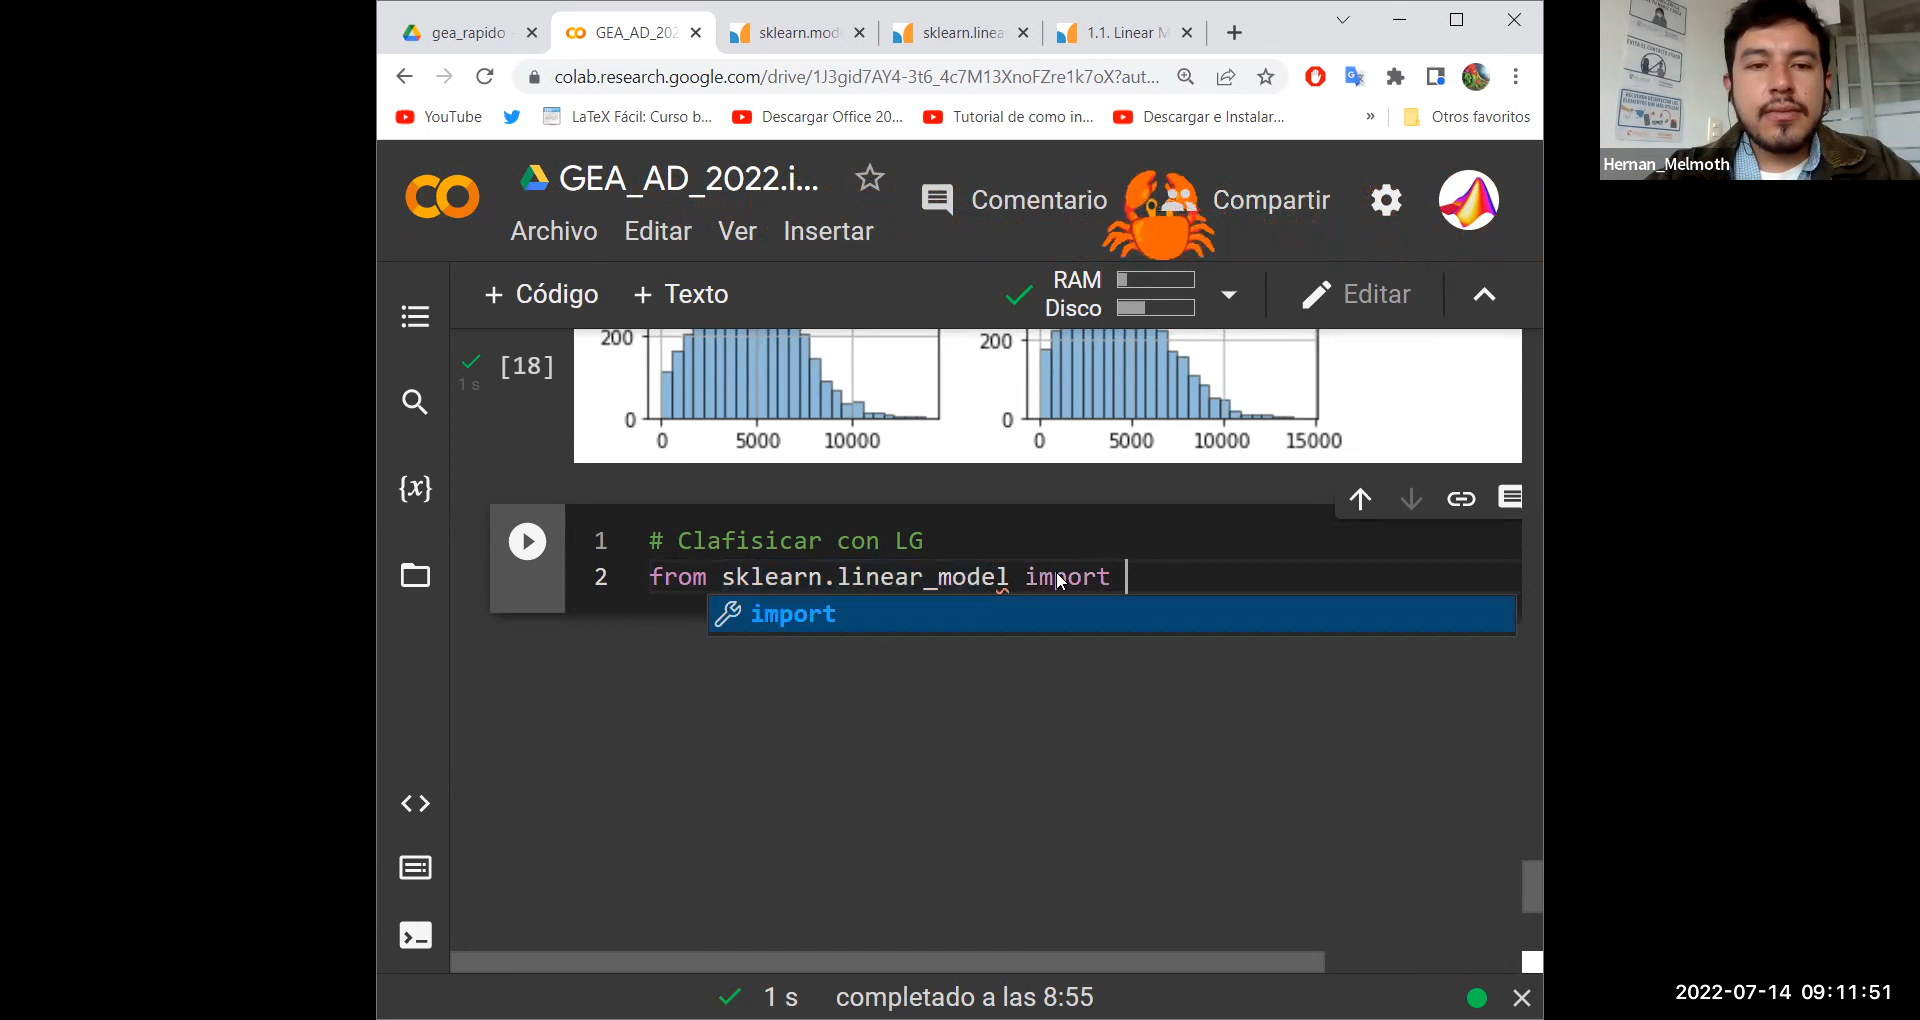 gea_rapido
GEA_AD_202
sklearn.mod
sklearn.linea
1.1. Linear M
colab.research.google.com/drive/1J3gid7AY4-3t6_4c7M13XnoFZre1k7oX?aut...
YouTube
LaTeX Fácil: Curso b...
Descargar Office 20...
Tutorial de como in...
Descargar e Instalar...
»
Otros favoritos
GEA_AD_2022.i...
Comentario
Compartir
Archivo Editar Ver Insertar
+ Código + Texto
RAM
Disco
Editar
[18]
1 s
200
0
0 5000 10000
200
0
0 5000 10000 15000
1 # Clafisicar con LG
2 from sklearn.linear_model import
import
{x}
1 s completado a las 8:55
Hernan_Melmoth
2022-07-14 09:11:51